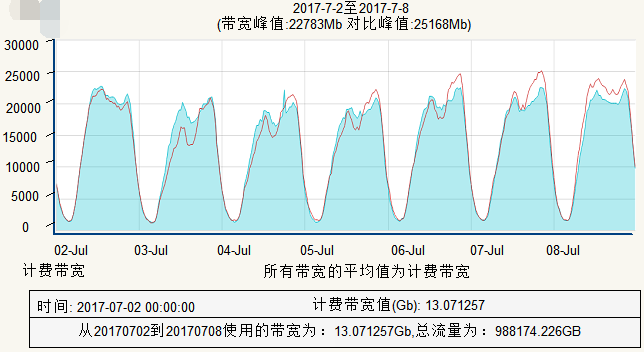 2017-7-2至2017-7-8
(带宽峰值:22783Mb 对比峰值:25168Mb)
30000
25000
20000
15000
10000
5000
0
02-Jul 03-Jul 04-Jul 05-Jul 06-Jul 07-Jul 08-Jul
计费带宽 所有带宽的平均值为计费带宽
时间: 2017-07-02 00:00:00 计费带宽值(Gb): 13.071257
从20170702到20170708使用的带宽为：13.071257Gb,总流量为：988174.226GB